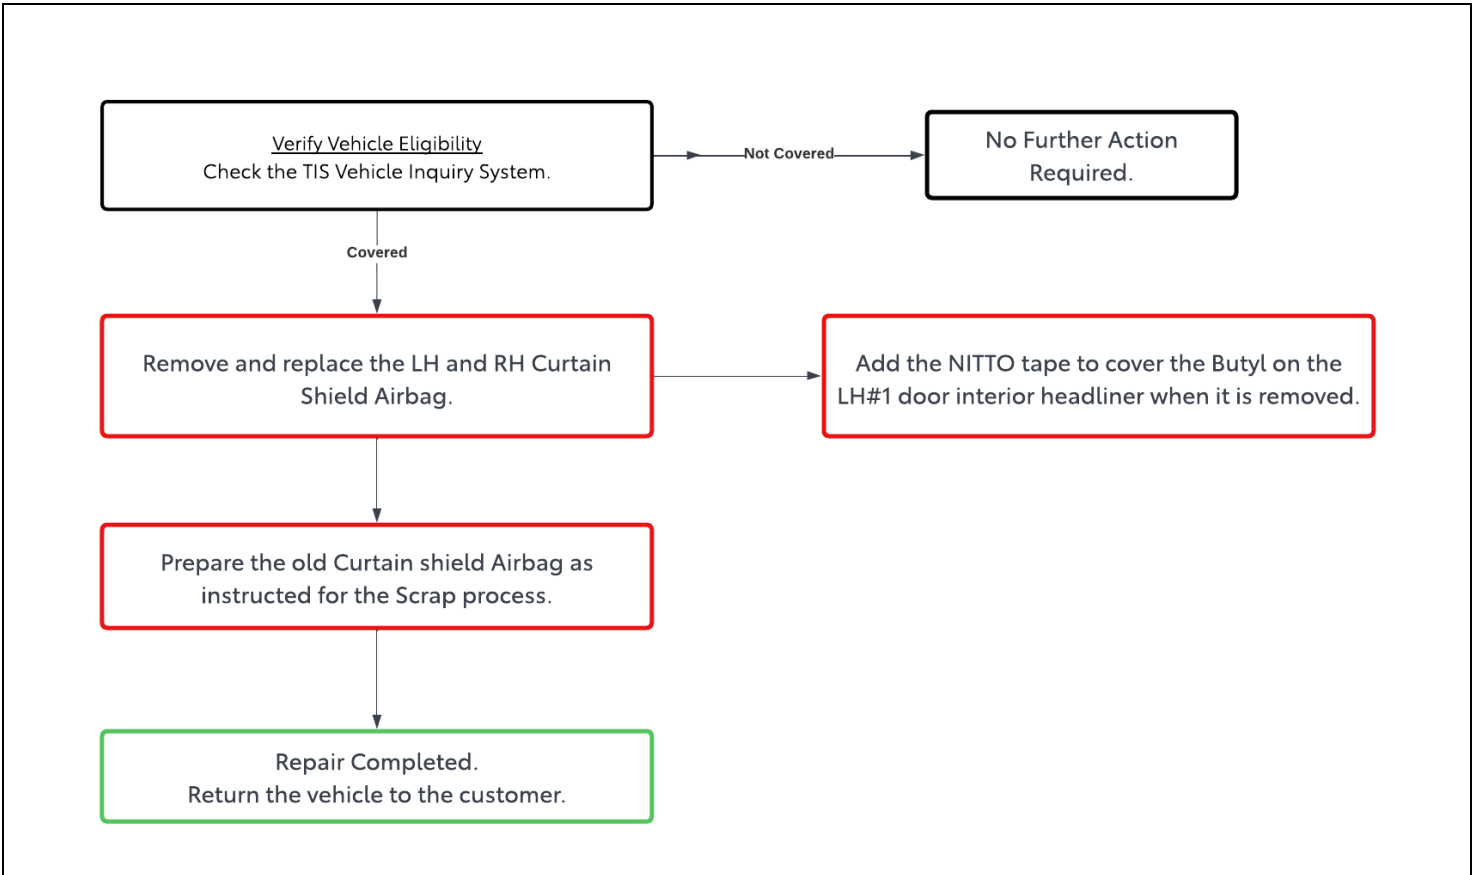 Verify Vehicle Eligibility
Check the TIS Vehicle Inquiry System.
Not Covered
No Further Action
Required.
Covered
Remove and replace the LH and RH Curtain
Shield Airbag.
Add the NITTO tape to cover the Butyl on the
LH#1 door interior headliner when it is removed.
Prepare the old Curtain shield Airbag as
instructed for the Scrap process.
Repair Completed.
Return the vehicle to the customer.